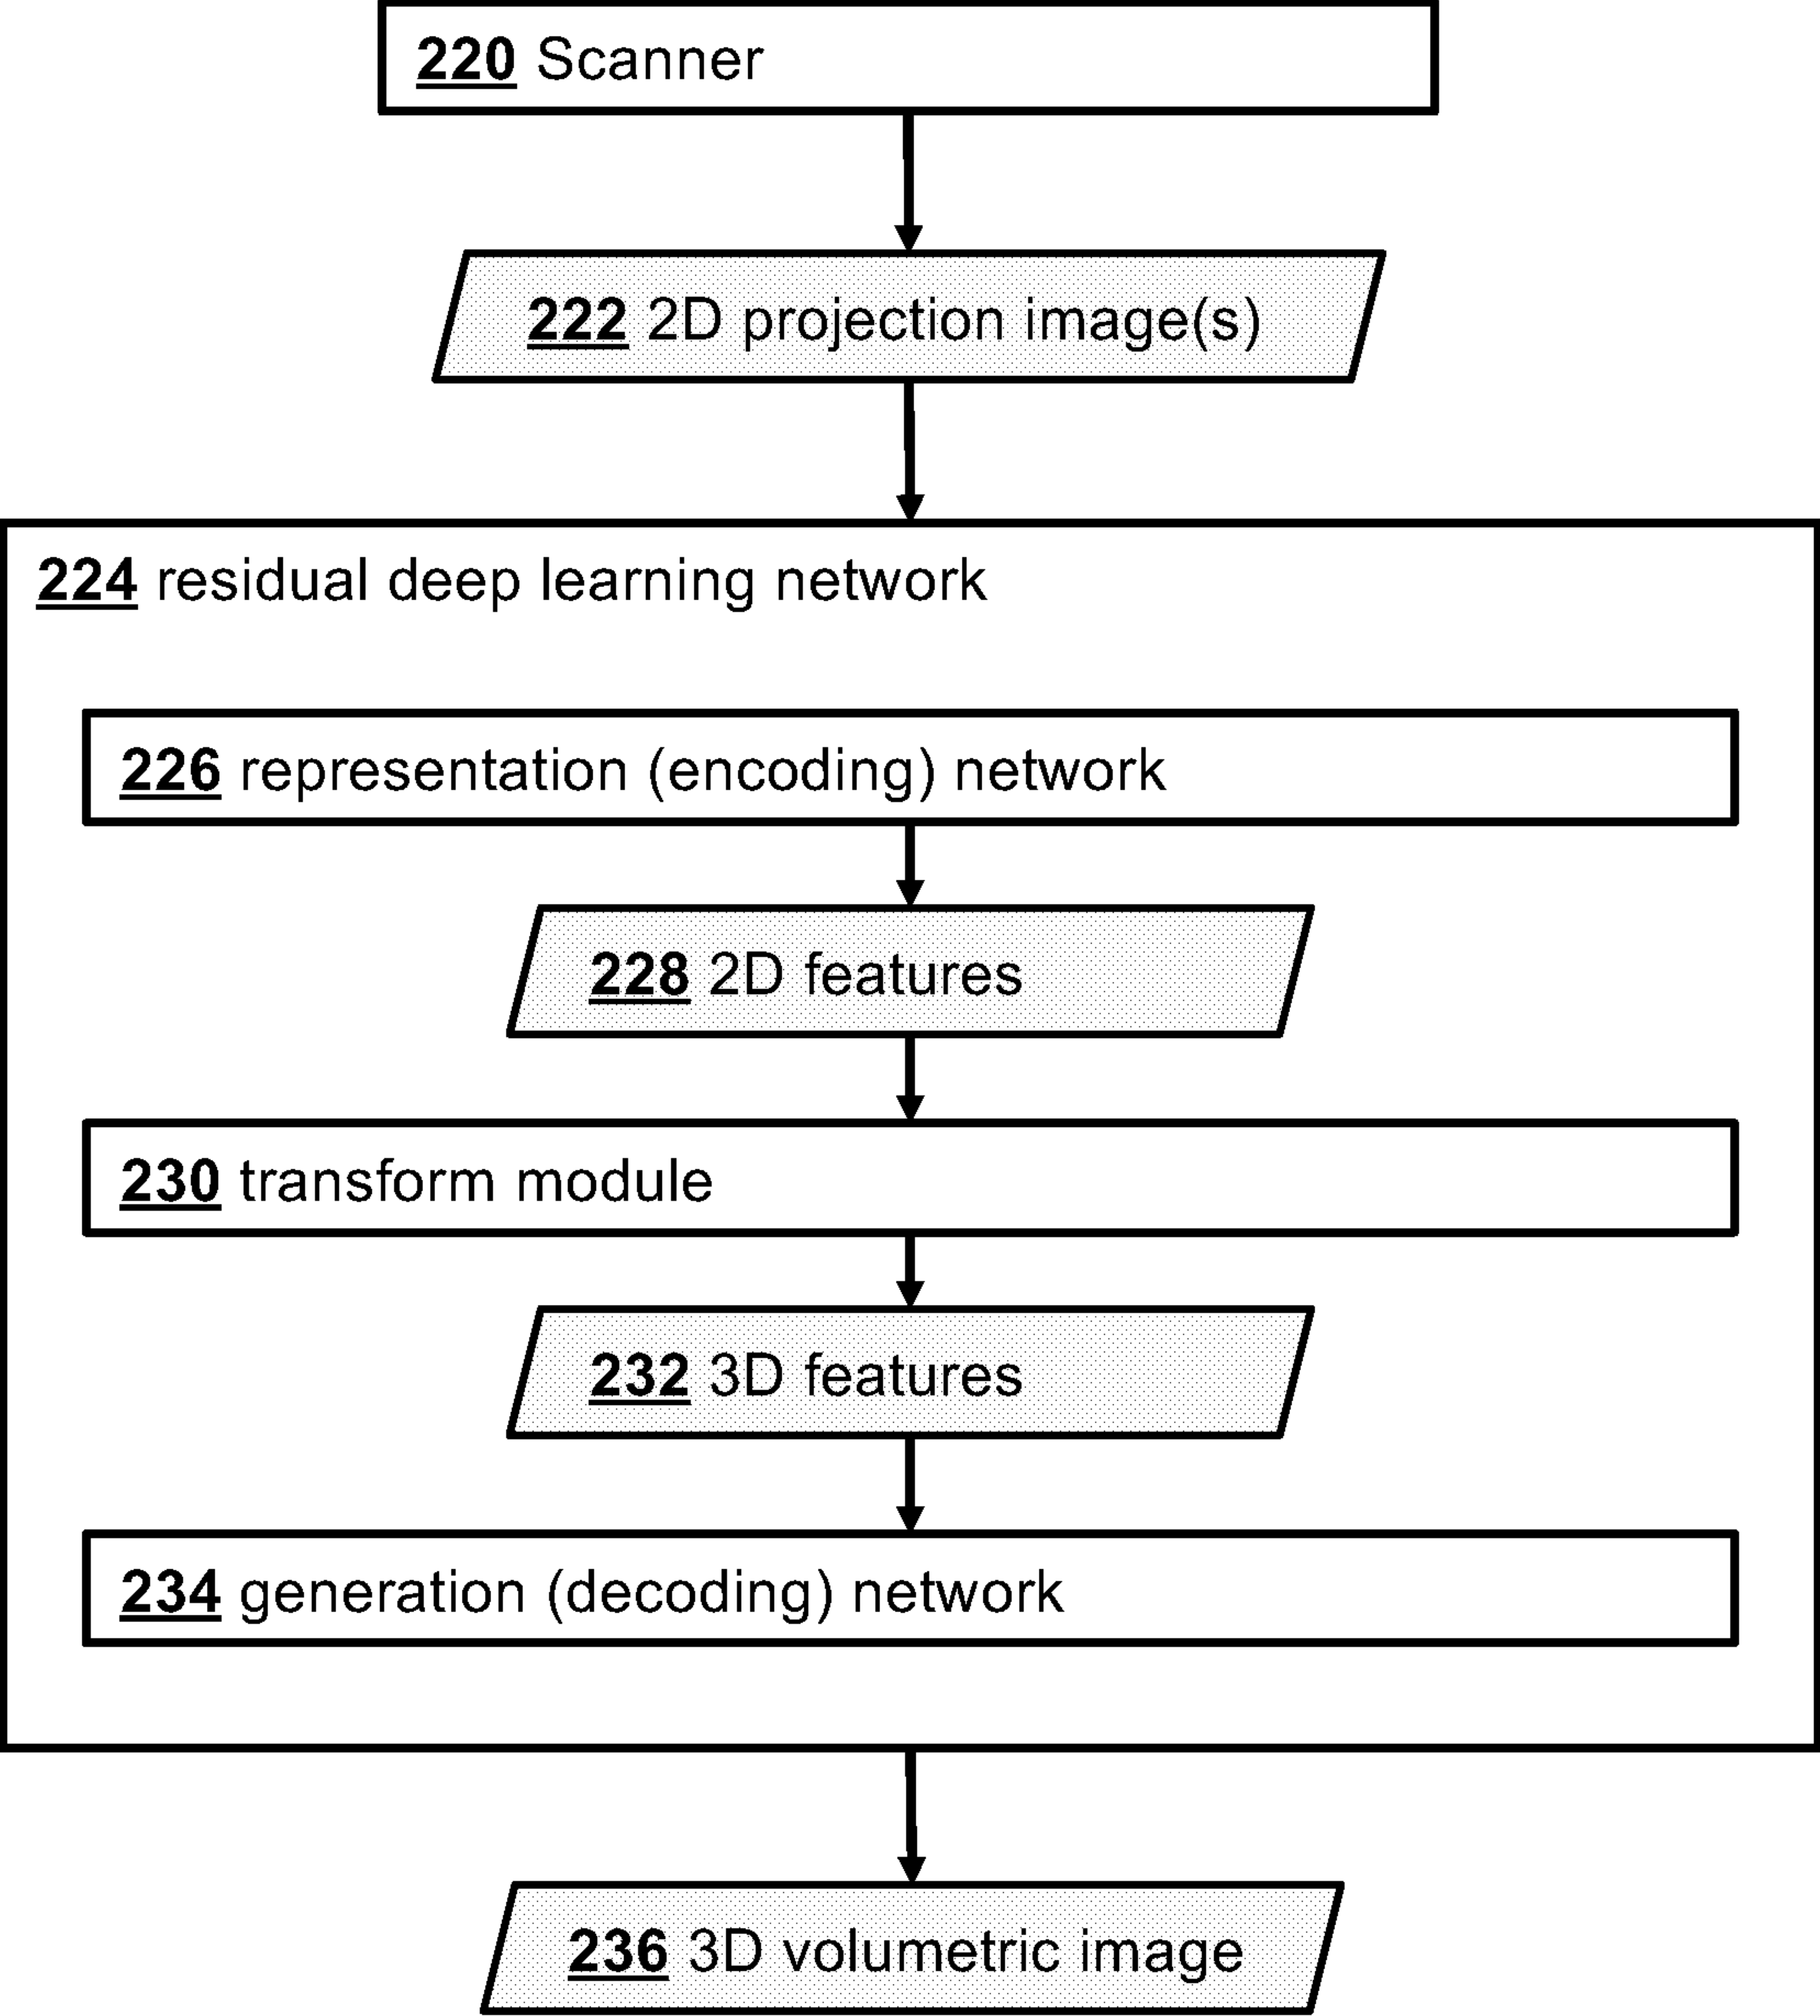 220 Scanner
222 2D projection image(s)
224 residual deep learning network
226 representation (encoding) network
228 2D features
230 transform module
232 3D features
234 generation (decoding) network
236 3D volumetric image